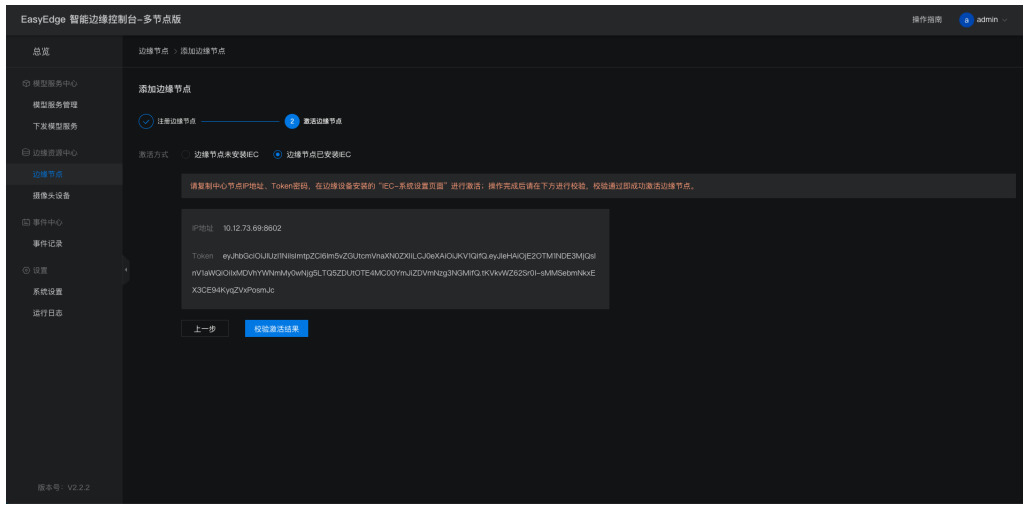 EasyEdge 智能边缘控制台-多节点版
操作指南
a admin
总览
边缘节点 > 添加边缘节点
模型服务中心
模型服务管理
下发模型服务
边缘资源中心
边缘节点
摄像头设备
事件中心
事件记录
设置
系统设置
运行日志
添加边缘节点
注册边缘节点
2 激活边缘节点
激活方式 边缘节点未安装IEC 边缘节点已安装IEC
请复制中心节点IP地址、Token密码，在边缘设备安装的“IEC-系统设置页面”进行激活；操作完成后请在下方进行校验，校验通过即成功激活边缘节点。
IP地址 10.12.73.69:8602
Token
上一步 校验激活结果
版本号：V2.2.2